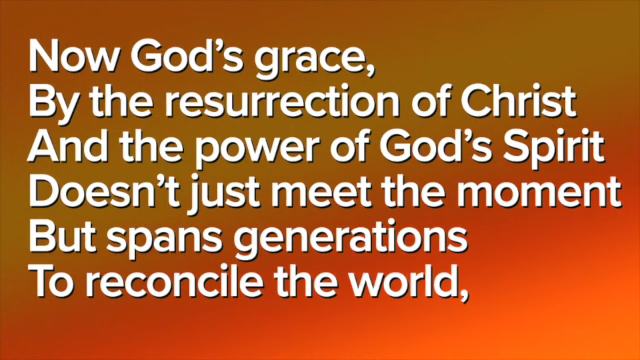 Now God’s grace,
By the resurrection of Christ
And the power of God’s Spirit
Doesn’t just meet the moment
But spans generations
To reconcile the world,